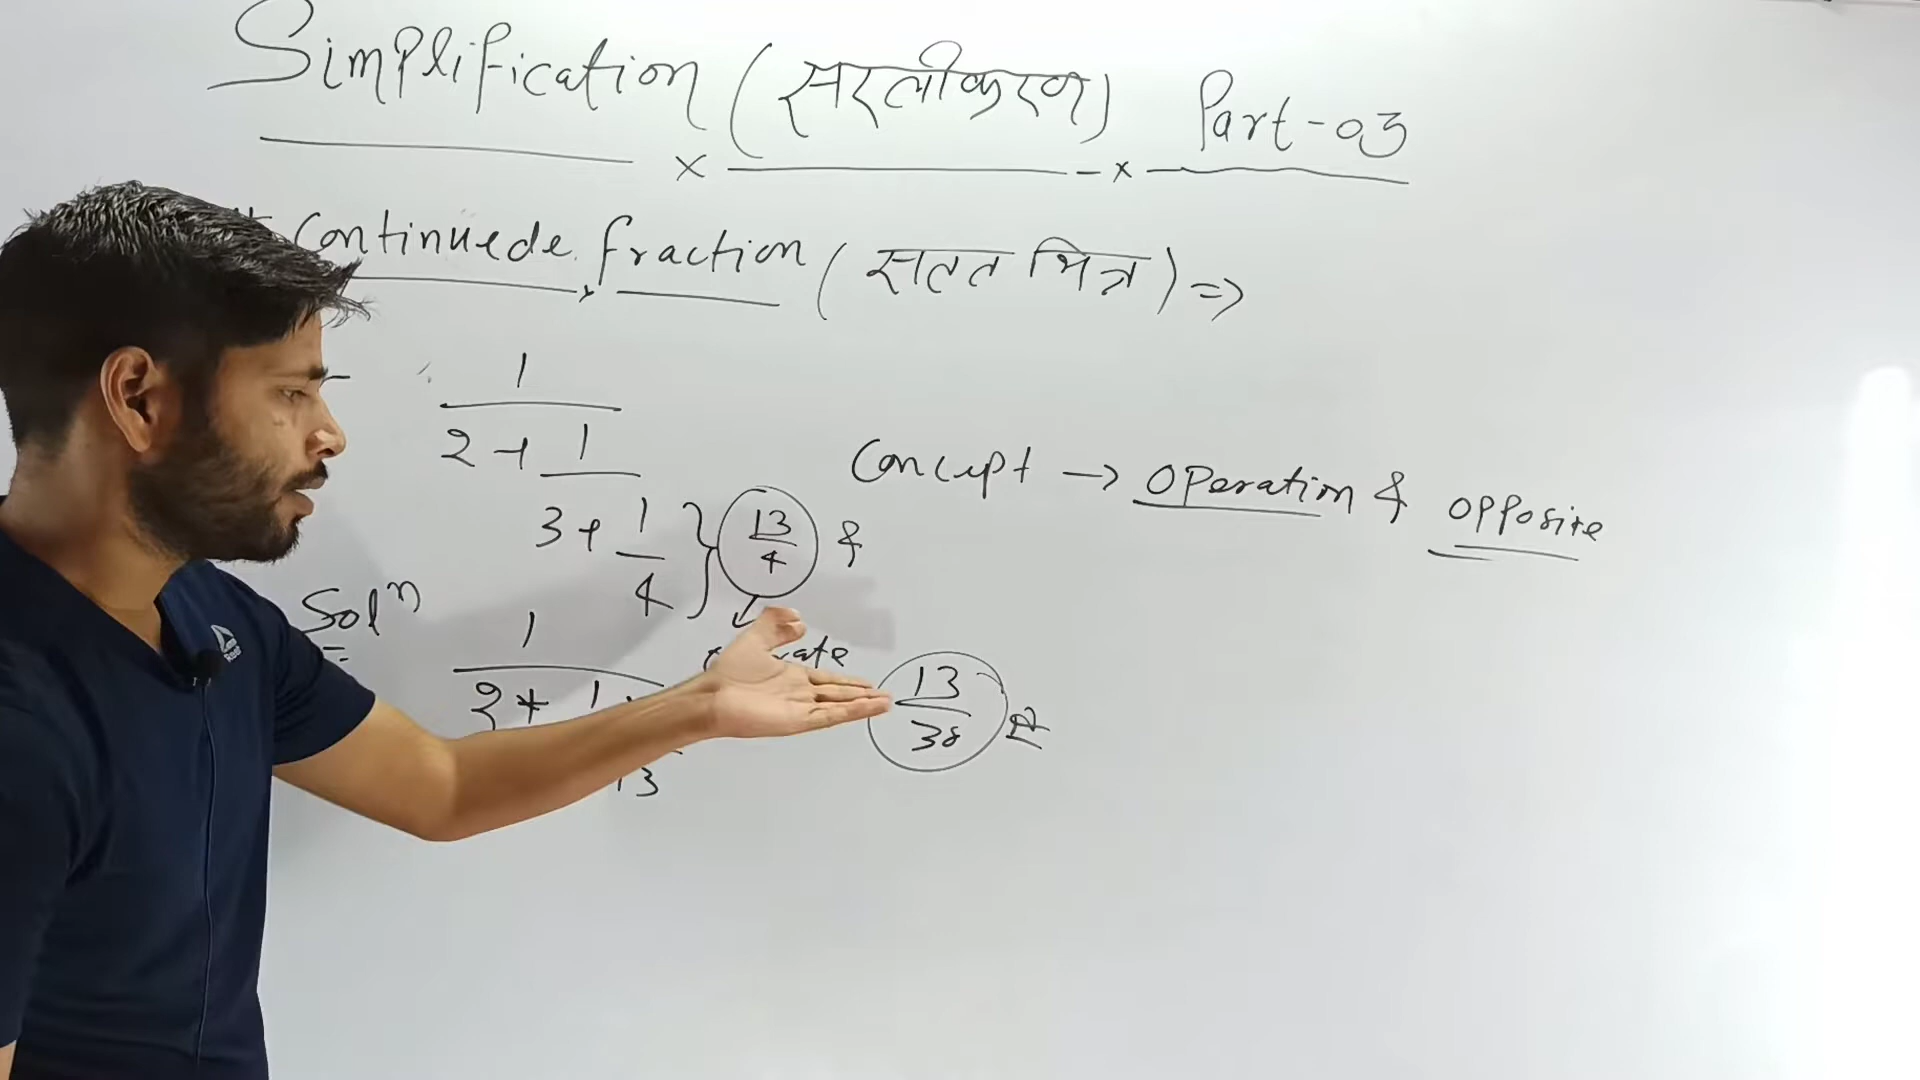 Simplification (सरलीकरण) Part-03
Continuede fraction (सतत भिन्न) ⇒
1
2 + 1
3 + 1 } 13/4 &
4
Concept → Operation & opposite
Solⁿ
1
2 + 1
13
13/38